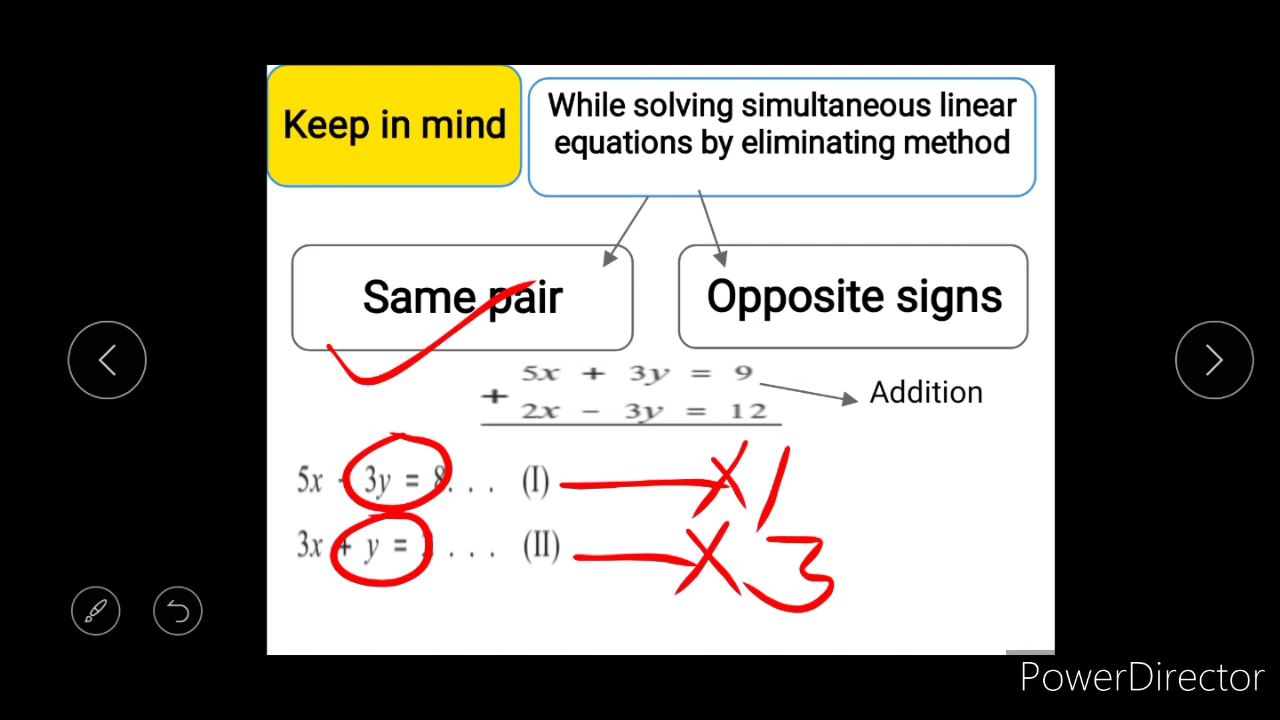 Keep in mind
While solving simultaneous linear
equations by eliminating method
Same pair
Opposite signs
5x + 3y = 9
+
2x - 3y = 12
Addition
5x - 3y = 8. . . (I) X 1
3x + y = . . . (II) X 3
PowerDirector